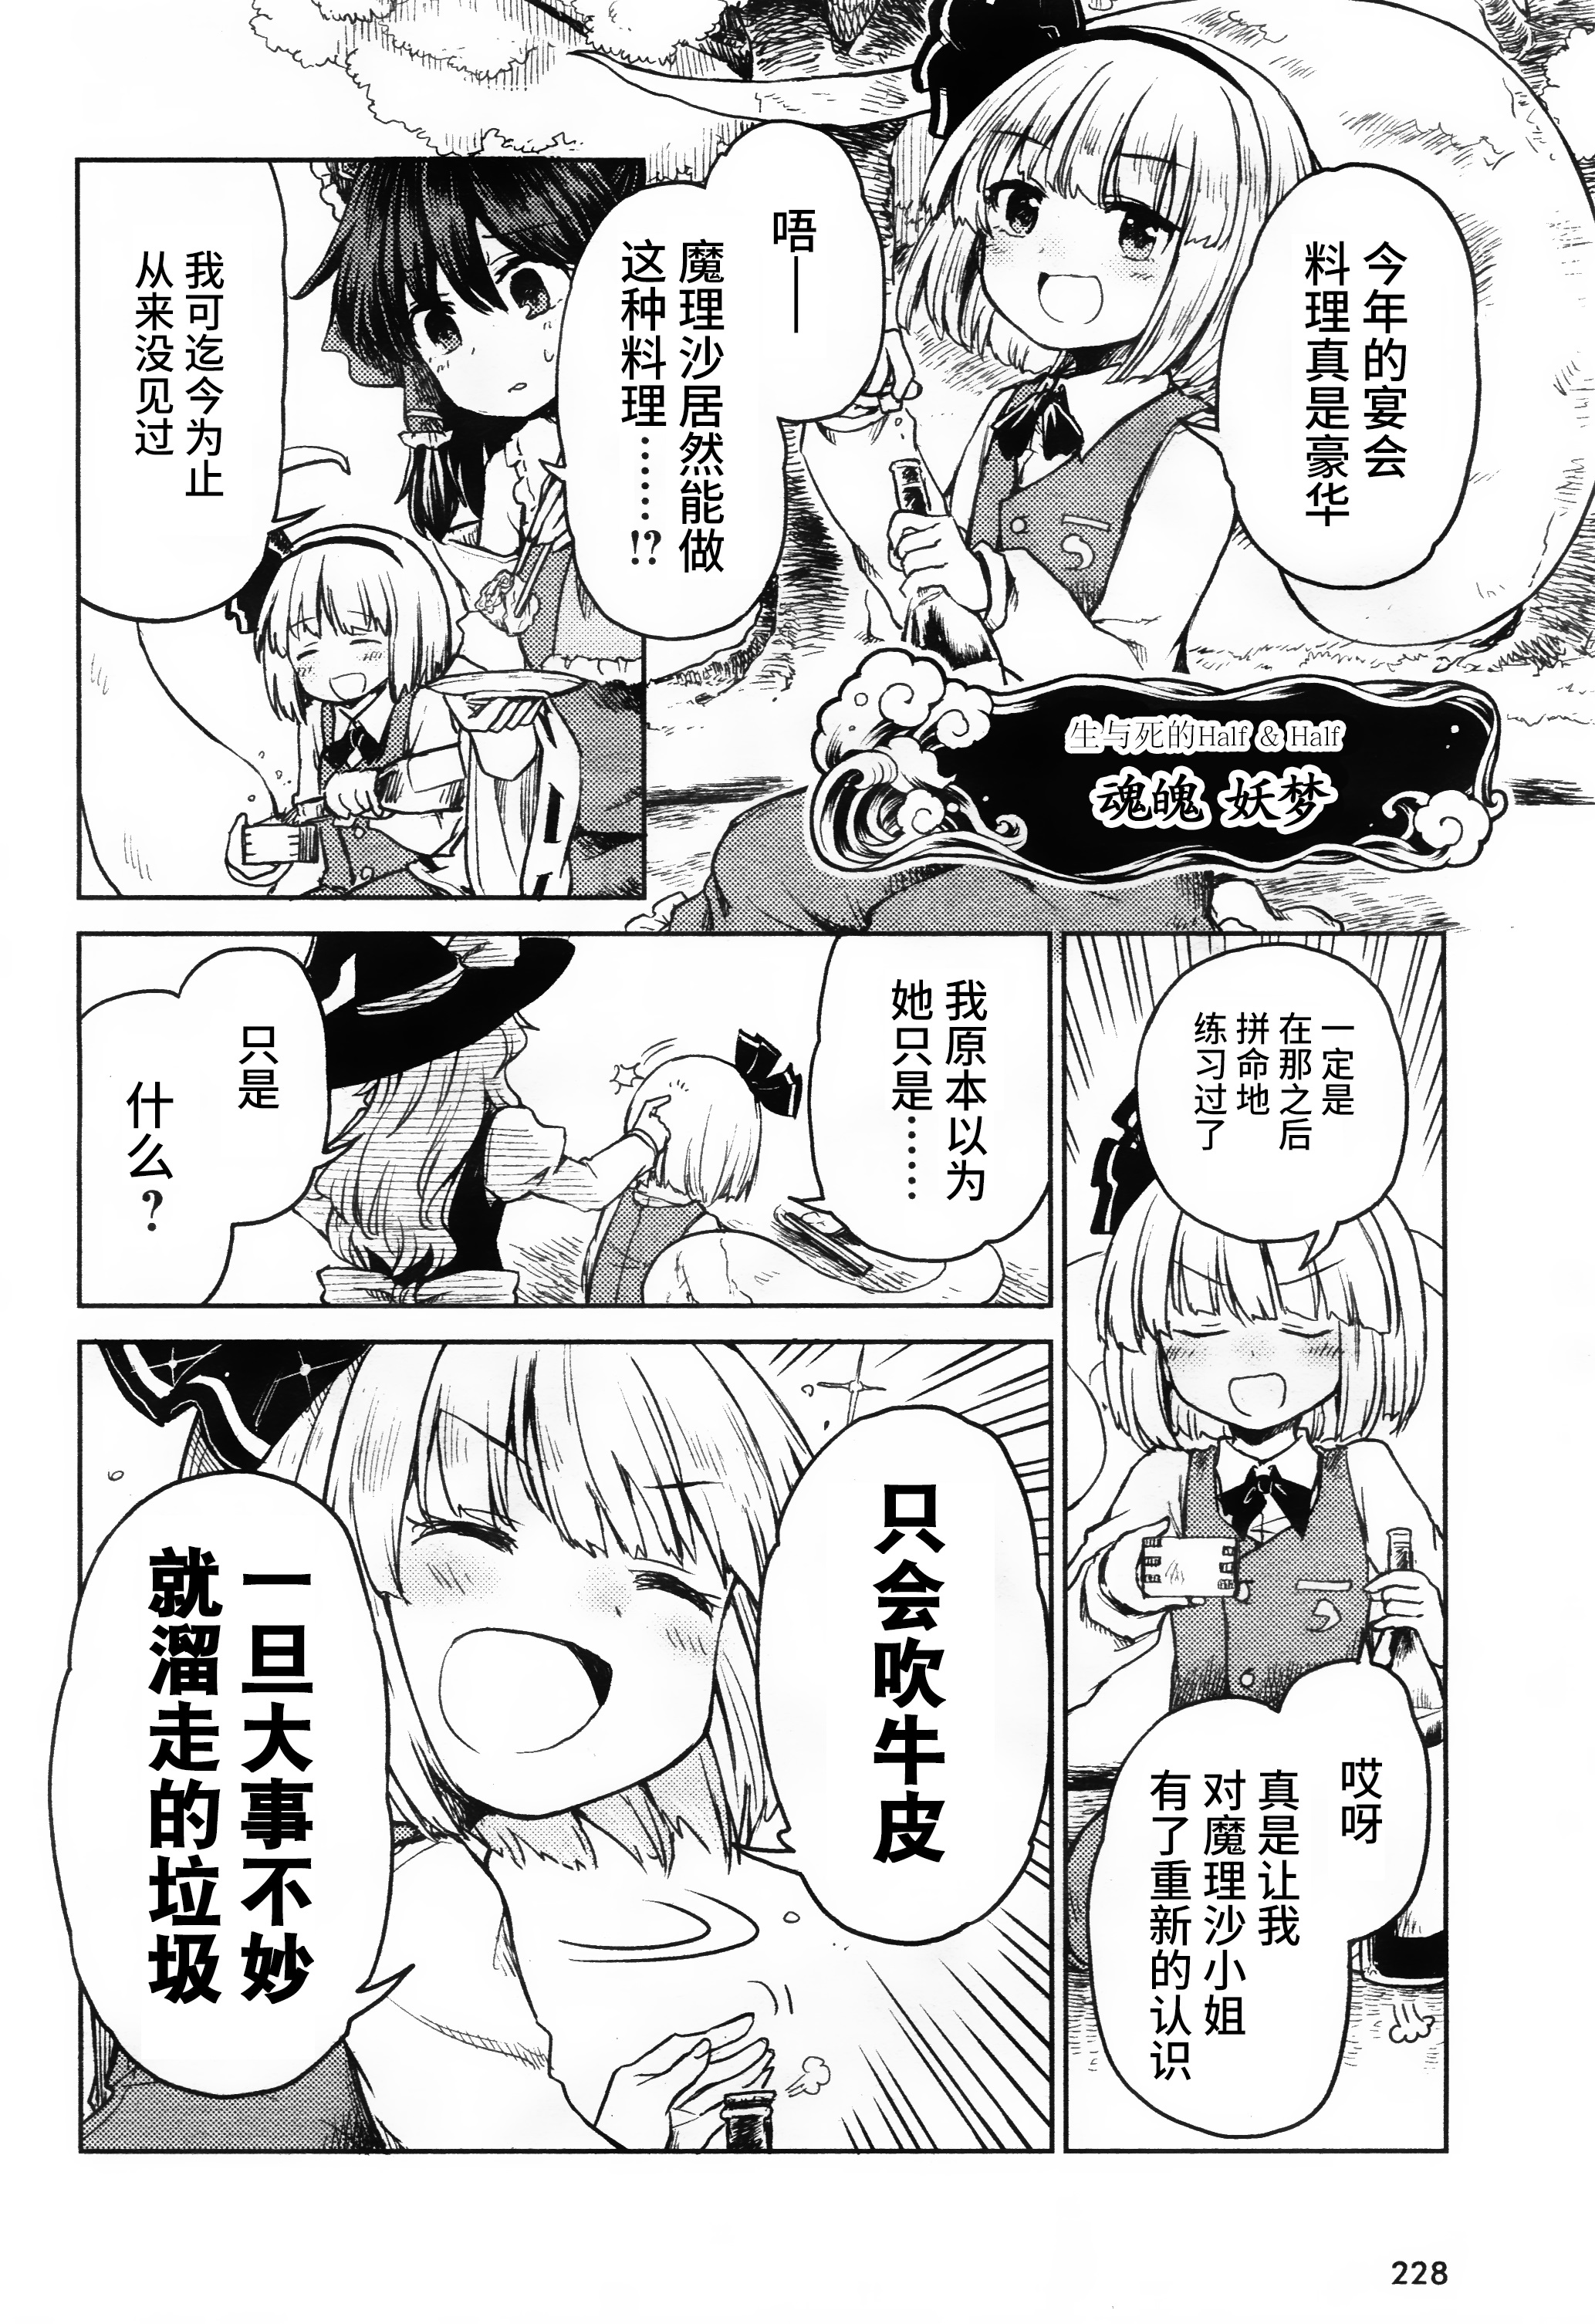 今年的宴会
料理真是豪华
唔——
魔理沙居然能做
这种料理……!?
我可迄今为止
从来没见过
生与死的Half & Half
魂魄 妖梦
一定是
在那之后
拼命地
练习过了
哎呀
真是让我
对魔理沙小姐
有了重新的认识
我原本以为
她只是……
只是
什么?
只会吹牛皮
一旦大事不妙
就溜走的垃圾
228